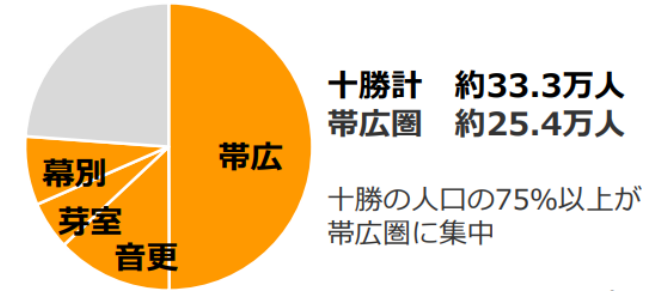 十勝計　約33.3万人
帯広圏　約25.4万人
帯広
幕別
芽室
音更
十勝の人口の75%以上が
帯広圏に集中